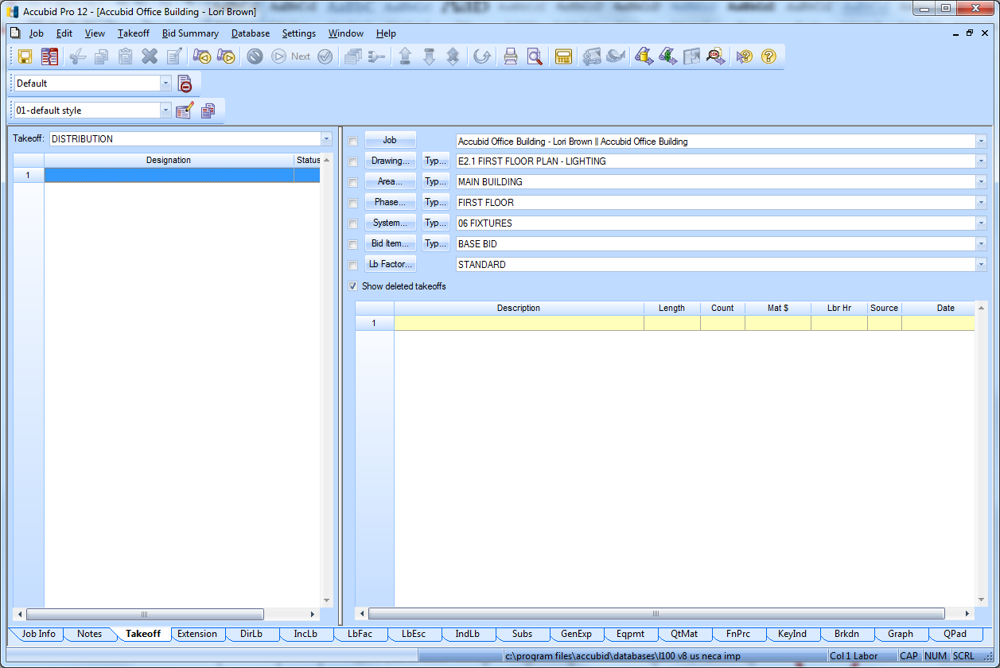 Accubid Pro 12 - [Accubid Office Building - Lori Brown]
Job Edit View Takeoff Bid Summary Database Settings Window Help
Next
Default
01-default style
Takeoff: DISTRIBUTION
Designation Status
1
Job Accubid Office Building - Lori Brown Accubid Office Building
Drawing... Typ... E2.1 FIRST FLOOR PLAN - LIGHTING
Area... Typ... MAIN BUILDING
Phase... Typ... FIRST FLOOR
System... Typ... 06 FIXTURES
Bid Item... Typ... BASE BID
Lb Factor... STANDARD
Show deleted takeoffs
Description Length Count Mat $ Lbr Hr Source Date
1
Job Info Notes Takeoff Extension DirLb IncLb LbFac LbEsc IndLb Subs GenExp Eqpmt QtMat FnPrc KeyInd Brkdn Graph QPad
c:\program files\accubid\databases\l100 v8 us neca imp Col 1 Labor CAP NUM SCRL